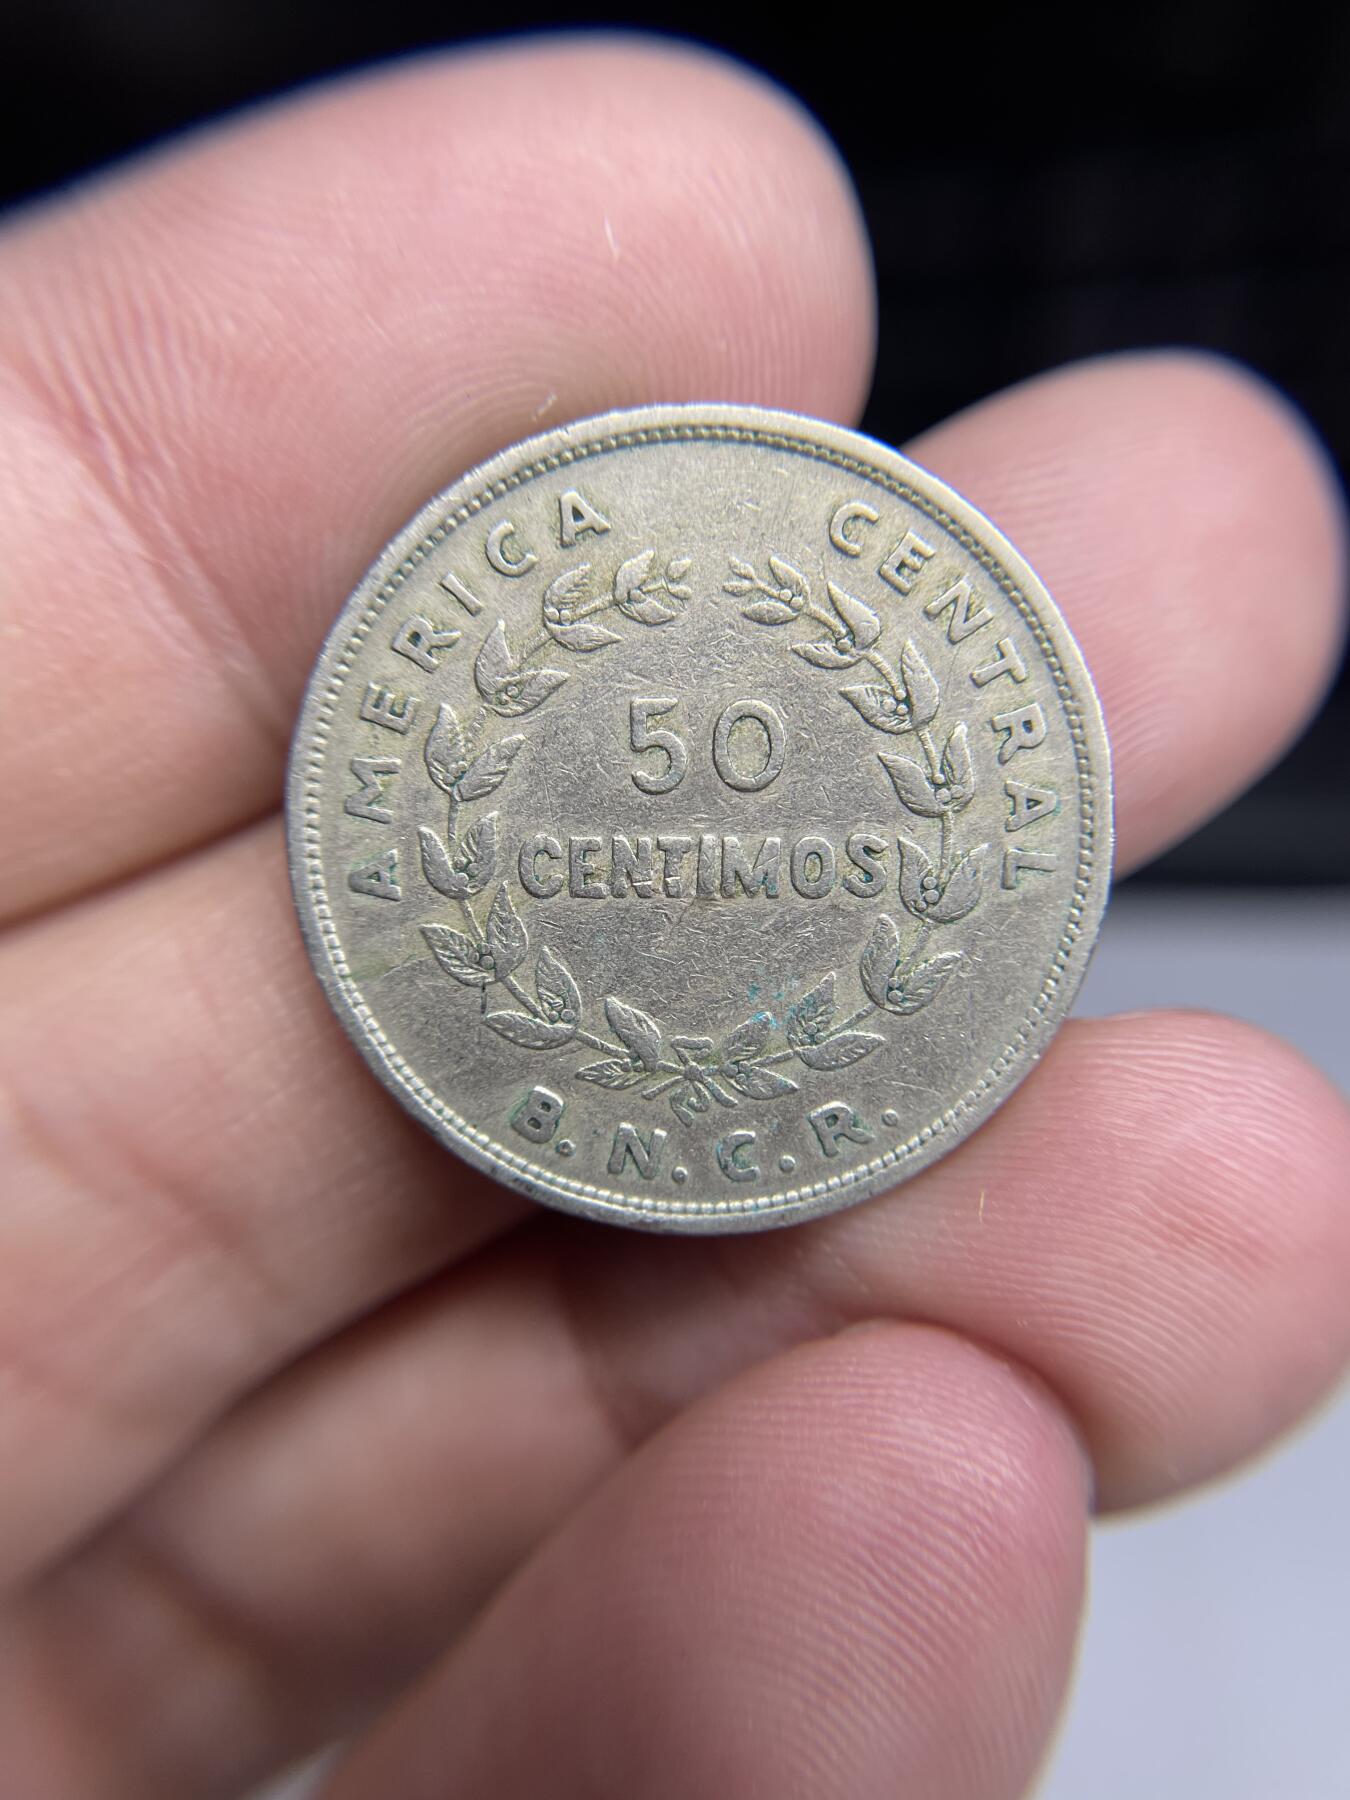 AMERICA CENTRAL
50
CENTIMOS
B.N.C.R.